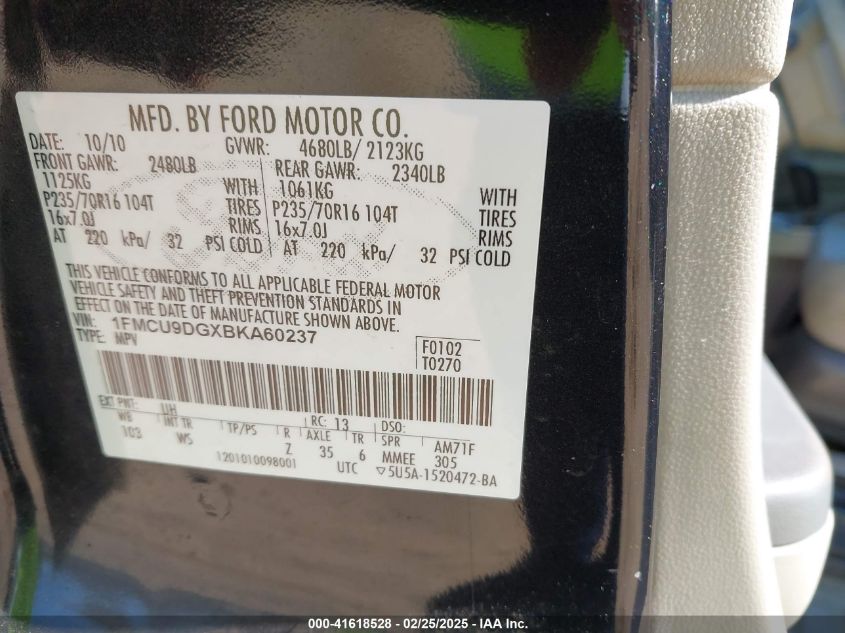 MFD. BY FORD MOTOR CO.
DATE: 10/10 GVWR: 4680LB/ 2123KG
FRONT GAWR: 2480LB REAR GAWR: 2340LB
1125KG WITH 1061KG WITH
P235/70R16 104T TIRES P235/70R16 104T TIRES
16x7.0J RIMS 16x7.0J RIMS
AT 220 kPa/ 32 PSI COLD AT 220 kPa/ 32 PSI COLD
THIS VEHICLE CONFORMS TO ALL APPLICABLE FEDERAL MOTOR
VEHICLE SAFETY AND THEFT PREVENTION STANDARDS IN
EFFECT ON THE DATE OF MANUFACTURE SHOWN ABOVE.
VIN: 1FMCU9DGXBKA60237
TYPE: MPV
F0102
T0270
EXT PNT: UH RC: 13 DSO:
WB INT TR TP/PS R AXLE TR SPR AM71F
103 WS Z 35 6 MMEE 305
1201010098001 UTC ▽5U5A-1520472-BA
000-41618528 - 02/25/2025 - IAA Inc.